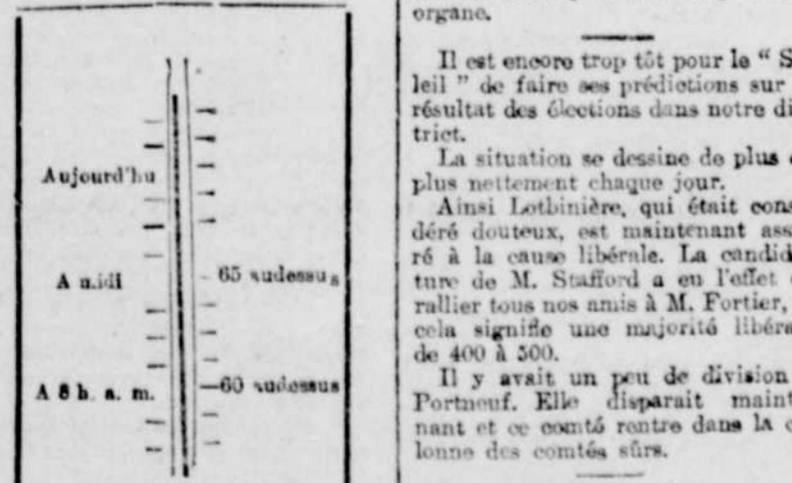 Aujourd'hu
A midi
65 audessus
A 8 h. a. m.
60 audessus
organe.
Il est encore trop tôt pour le “ S
leil ” de faire ses prédictions sur
résultat des élections dans notre di
trict.
La situation se dessine de plus e
plus nettement chaque jour.
Ainsi Lotbinière, qui était cons
déré douteux, est maintenant ass
ré à la cause libérale. La candid
ture de M. Stafford a eu l'effet
rallier tous nos amis à M. Fortier,
cela signifie une majorité libéra
de 400 à 500.
Il y avait un peu de division
Portneuf. Elle disparait maint
nant et ce comté rentre dans la c
lonne des comtés sûrs.